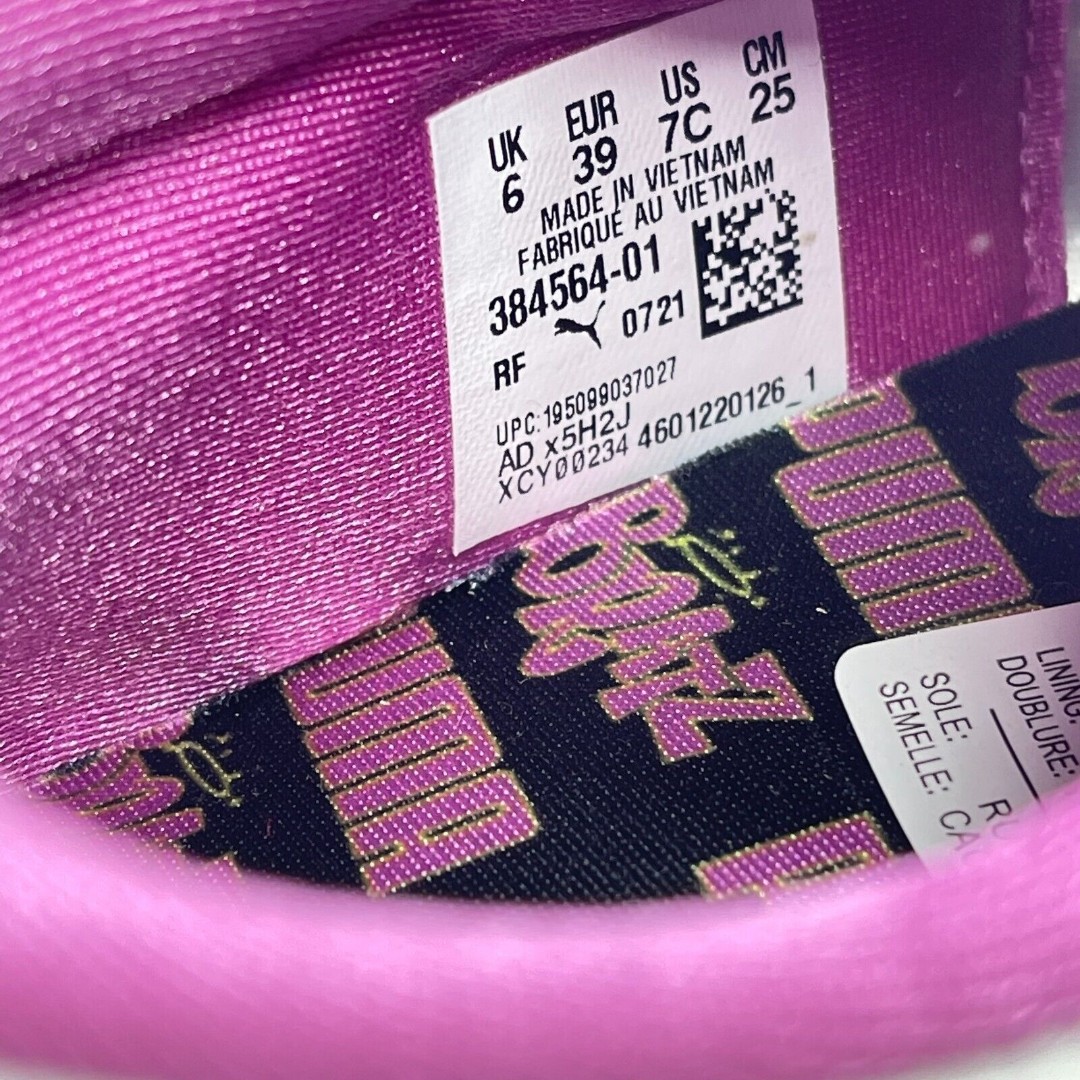 UK EUR US CM
6 39 7C 25
MADE IN VIETNAM
FABRIQUÉ AU VIETNAM
384564-01
RF 0721
UPC:195099037027
AD x5H2J
XCY00234 4601220126_1
PUMA
LINING:
DOUBLURE:
SOLE:
SEMELLE: